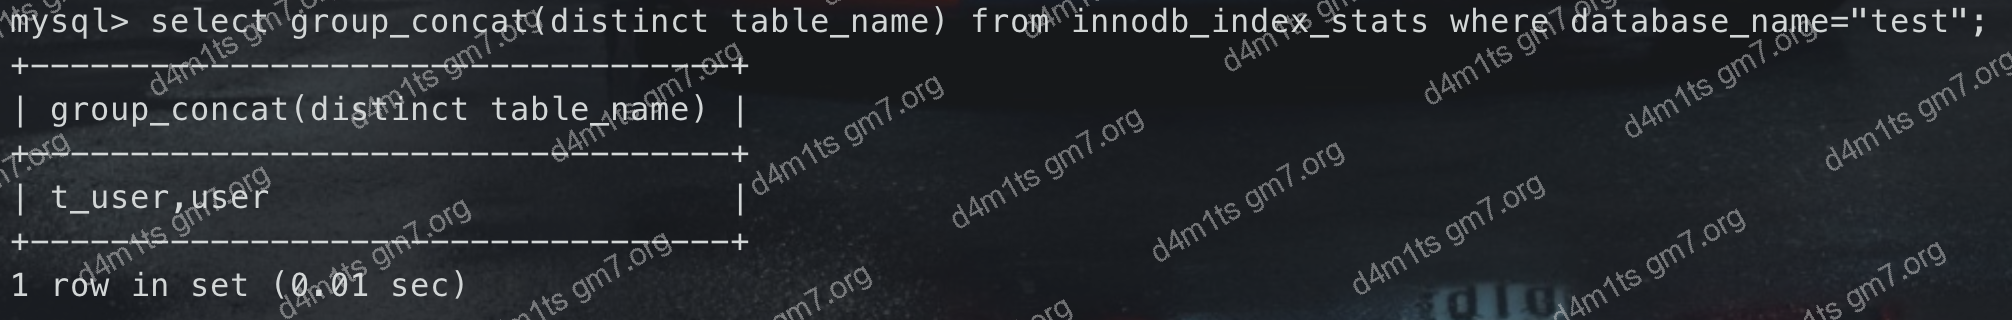 mysql> select group_concat(distinct table_name) from innodb_index_stats where database_name="test";
+-----------------------------------+
| group_concat(distinct table_name) |
+-----------------------------------+
| t_user,user                       |
+-----------------------------------+
1 row in set (0.01 sec)
d4m1ts gm7.org